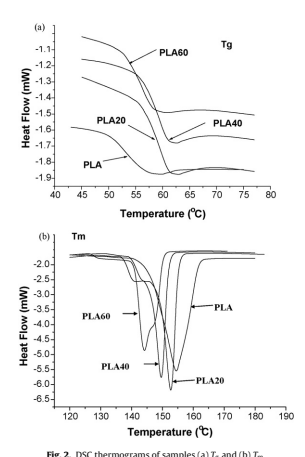 (a)
Tg
PLA60
PLA40
PLA20
PLA
Heat Flow (mW)
-1.1
-1.2
-1.3
-1.4
-1.5
-1.6
-1.7
-1.8
-1.9
40 45 50 55 60 65 70 75 80
Temperature (°C)
(b)
Tm
PLA60
PLA
PLA40
PLA20
Heat Flow (mW)
-2.0
-2.5
-3.0
-3.5
-4.0
-4.5
-5.0
-5.5
-6.0
-6.5
120 130 140 150 160 170 180
Temperature (°C)
Fig. 2. DSC thermograms of samples (a) Tg and (b) Tm